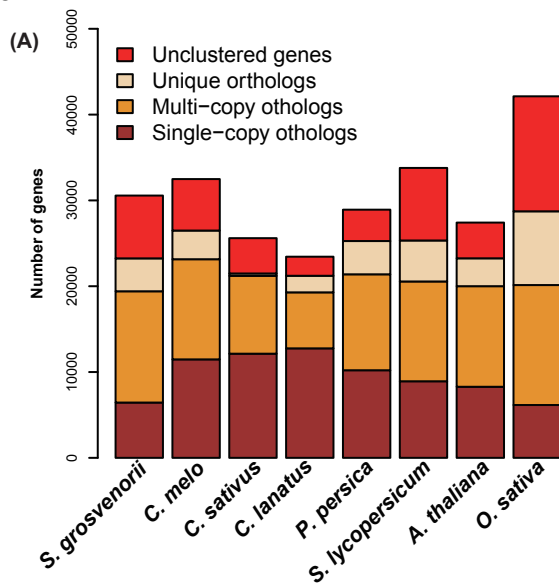 (A)
Unclustered genes
Unique orthologs
Multi−copy othologs
Single−copy othologs
Number of genes
50000
40000
30000
20000
10000
0
S. grosvenorii
C. melo
C. sativus
C. lanatus
P. persica
S. lycopersicum
A. thaliana
O. sativa